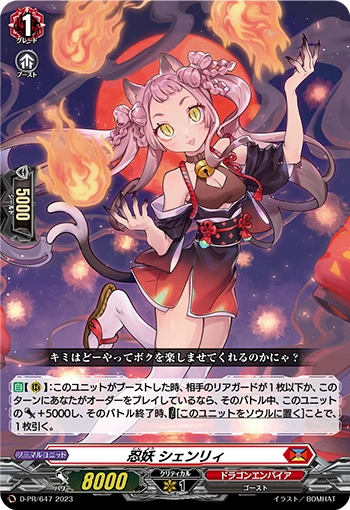 1
グレード
ブースト
シールド
5000
キミはどーやってボクを楽しませてくれるのかにゃ？
自【R】：このユニットがブーストした時、相手のリアガードが1枚以下か、この
ターンにあなたがオーダーをプレイしているなら、そのバトル中、このユニット
の+5000し、そのバトル終了時、[このユニットをソウルに置く]ことで、
1枚引く。
ノーマルユニット
忍妖 シェンリィ
パワー
8000
クリティカル
1
ドラゴンエンパイア
ゴースト
D-PR/647 2023
イラスト／BOMHAT